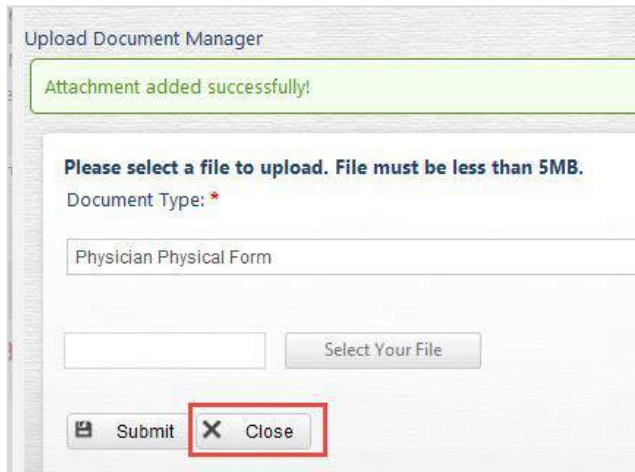 Upload Document Manager
Attachment added successfully!
Please select a file to upload. File must be less than 5MB.
Document Type: *
Physician Physical Form
Select Your File
Submit
Close